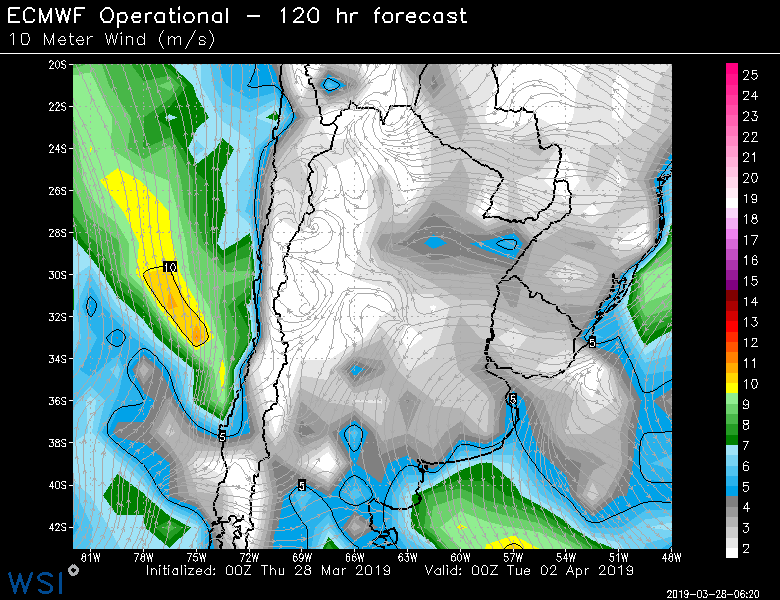 ECMWF Operational – 120 hr forecast
10 Meter Wind (m/s)
20S
22S
24S
26S
28S
30S
32S
34S
36S
38S
40S
42S
10
5
5
5
5
81W 78W 75W 72W 69W 66W 63W 60W 57W 54W 51W 48W
25
24
23
22
21
20
19
18
17
16
15
14
13
12
11
10
9
8
7
6
5
4
3
2
Initialized: 00Z Thu 28 Mar 2019 Valid: 00Z Tue 02 Apr 2019
WSI
2019-03-28-06:20